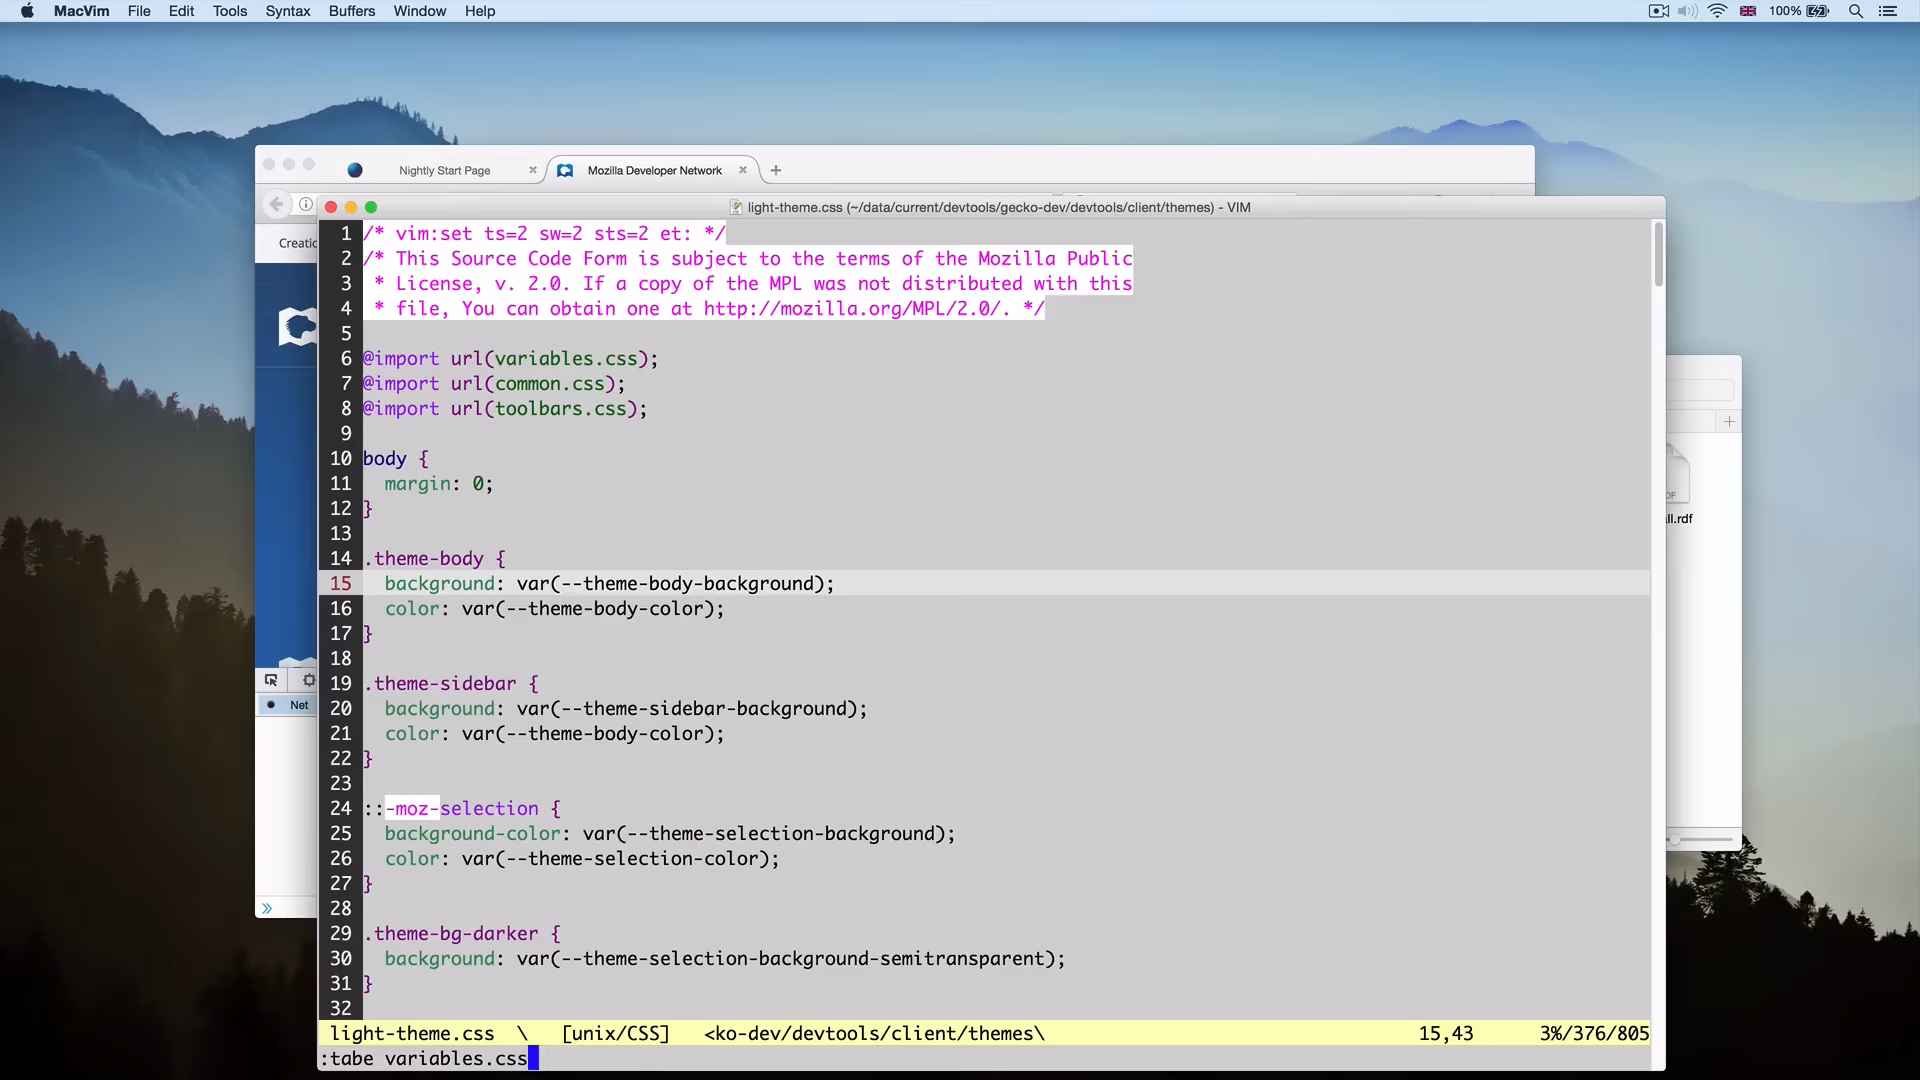 MacVim File Edit Tools Syntax Buffers Window Help
100%
Nightly Start Page
Mozilla Developer Network
light-theme.css (~/data/current/devtools/gecko-dev/devtools/client/themes) - VIM
Creatic
1 /* vim:set ts=2 sw=2 sts=2 et: */
2 /* This Source Code Form is subject to the terms of the Mozilla Public
3  * License, v. 2.0. If a copy of the MPL was not distributed with this
4  * file, You can obtain one at http://mozilla.org/MPL/2.0/. */
5
6 @import url(variables.css);
7 @import url(common.css);
8 @import url(toolbars.css);
9
10 body {
11   margin: 0;
12 }
13
14 .theme-body {
15   background: var(--theme-body-background);
16   color: var(--theme-body-color);
17 }
18
19 .theme-sidebar {
20   background: var(--theme-sidebar-background);
21   color: var(--theme-body-color);
22 }
23
24 ::-moz-selection {
25   background-color: var(--theme-selection-background);
26   color: var(--theme-selection-color);
27 }
28
29 .theme-bg-darker {
30   background: var(--theme-selection-background-semitransparent);
31 }
32
light-theme.css \ [unix/CSS] <ko-dev/devtools/client/themes\ 15,43 3%/376/805
:tabe variables.css
Net
ll.rdf